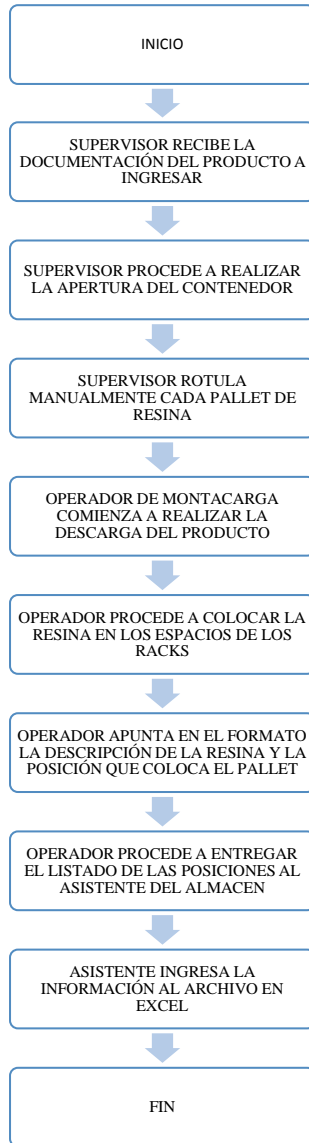 INICIO
SUPERVISOR RECIBE LA
DOCUMENTACIÓN DEL PRODUCTO A
INGRESAR
SUPERVISOR PROCEDE A REALIZAR
LA APERTURA DEL CONTENEDOR
SUPERVISOR ROTULA
MANUALMENTE CADA PALLET DE
RESINA
OPERADOR DE MONTACARGA
COMIENZA A REALIZAR LA
DESCARGA DEL PRODUCTO
OPERADOR PROCEDE A COLOCAR LA
RESINA EN LOS ESPACIOS DE LOS
RACKS
OPERADOR APUNTA EN EL FORMATO
LA DESCRIPCIÓN DE LA RESINA Y LA
POSICIÓN QUE COLOCA EL PALLET
OPERADOR PROCEDE A ENTREGAR
EL LISTADO DE LAS POSICIONES AL
ASISTENTE DEL ALMACEN
ASISTENTE INGRESA LA
INFORMACIÓN AL ARCHIVO EN
EXCEL
FIN